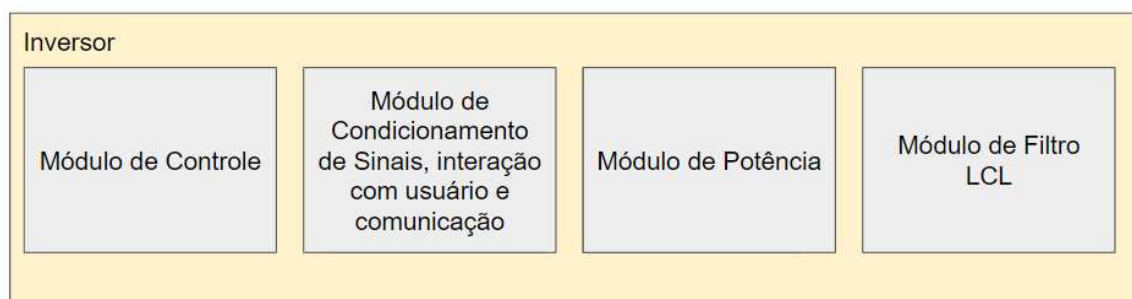 Inversor
Módulo de Controle
Módulo de
Condicionamento
de Sinais, interação
com usuário e
comunicação
Módulo de Potência
Módulo de Filtro
LCL